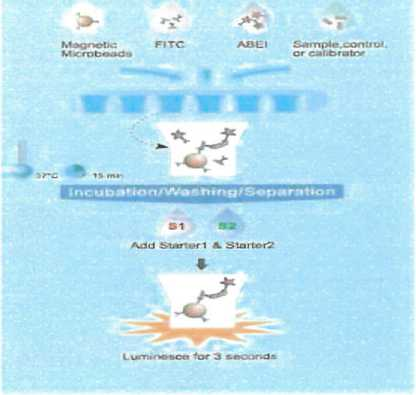 Magnetic
Microbeads
FITC
ABEI
Sample,control,
or calibrator
37°C
15 min
Incubation/Washing/Separation
S1
S2
Add Starter1 & Starter2
Luminesce for 3 seconds